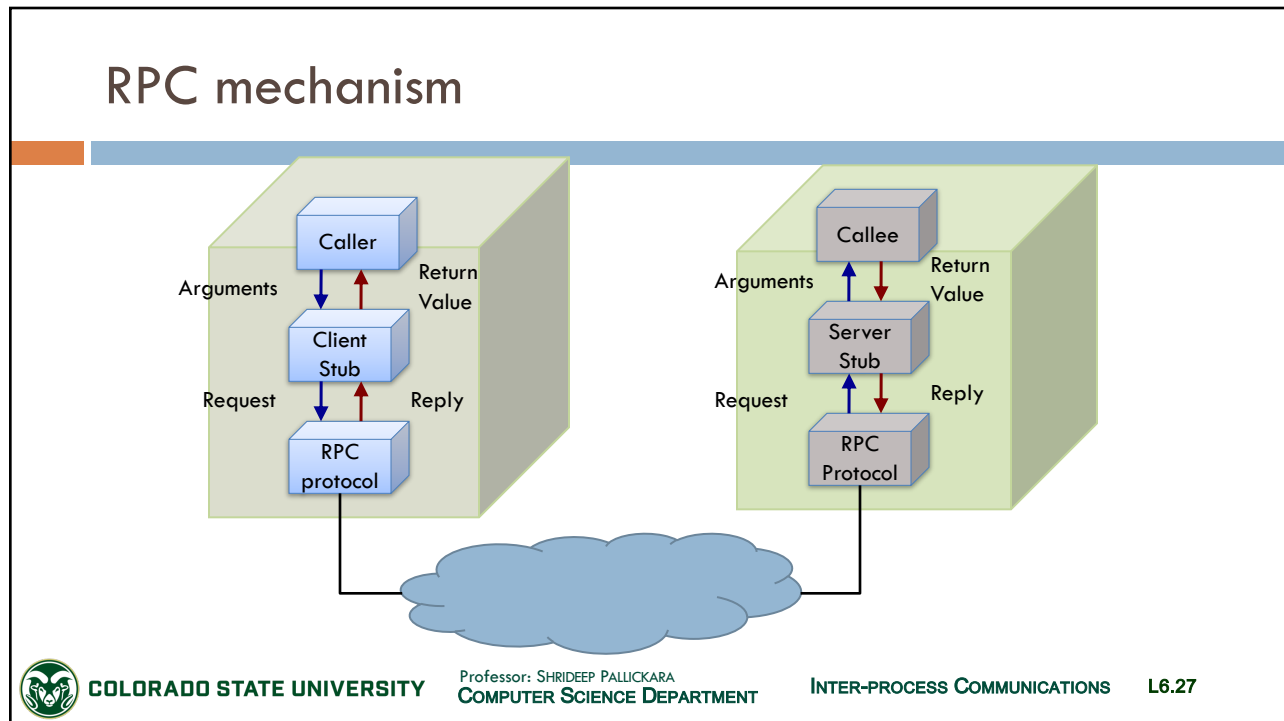 RPC mechanism
Caller
Arguments
Return
Value
Client
Stub
Request
Reply
RPC
protocol
Callee
Arguments
Return
Value
Server
Stub
Request
Reply
RPC
Protocol
COLORADO STATE UNIVERSITY
Professor: SHRIDEEP PALLICKARA
COMPUTER SCIENCE DEPARTMENT
INTER-PROCESS COMMUNICATIONS
L6.27